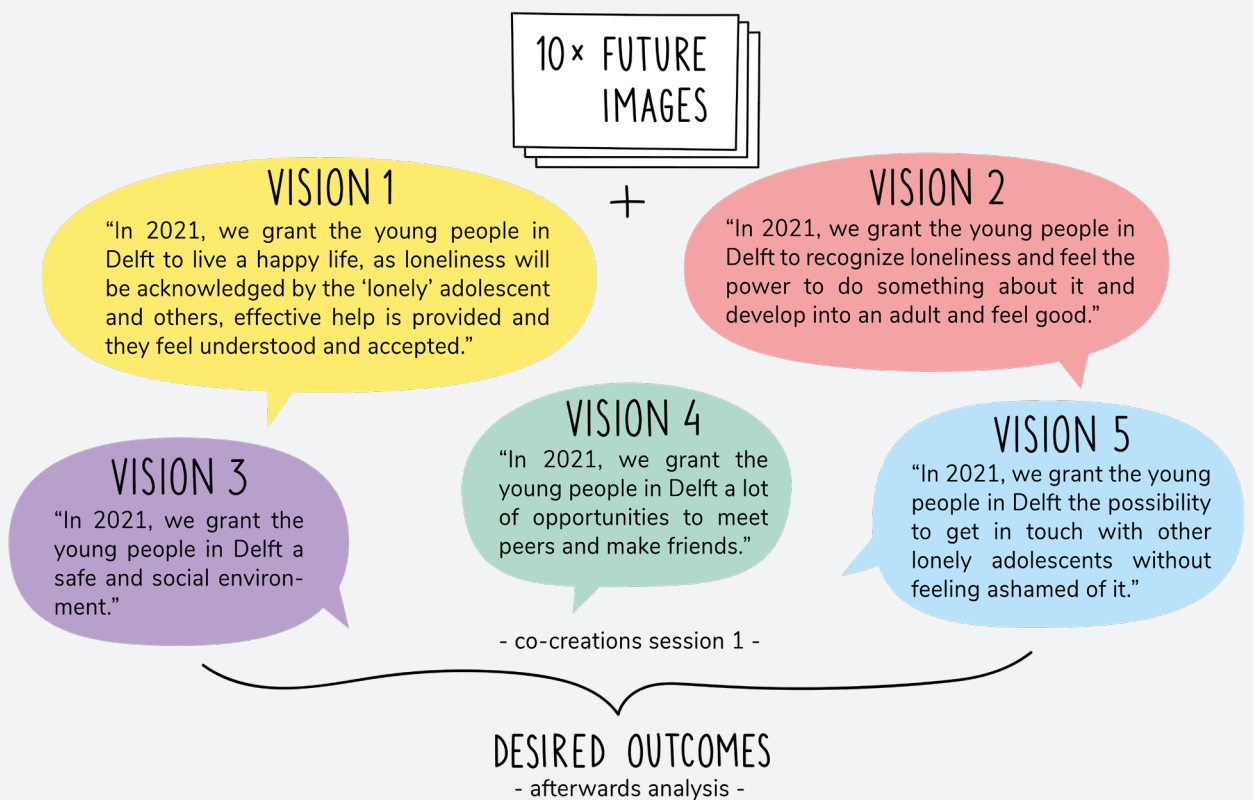 10× FUTURE
IMAGES
+
VISION 1
“In 2021, we grant the young people in
Delft to live a happy life, as loneliness will
be acknowledged by the ‘lonely’ adolescent
and others, effective help is provided and
they feel understood and accepted.”
VISION 2
“In 2021, we grant the young people in
Delft to recognize loneliness and feel the
power to do something about it and
develop into an adult and feel good.”
VISION 3
“In 2021, we grant the
young people in Delft a
safe and social environ-
ment.”
VISION 4
“In 2021, we grant the
young people in Delft a lot
of opportunities to meet
peers and make friends.”
VISION 5
“In 2021, we grant the young
people in Delft the possibility
to get in touch with other
lonely adolescents without
feeling ashamed of it.”
- co-creations session 1 -
DESIRED OUTCOMES
- afterwards analysis -